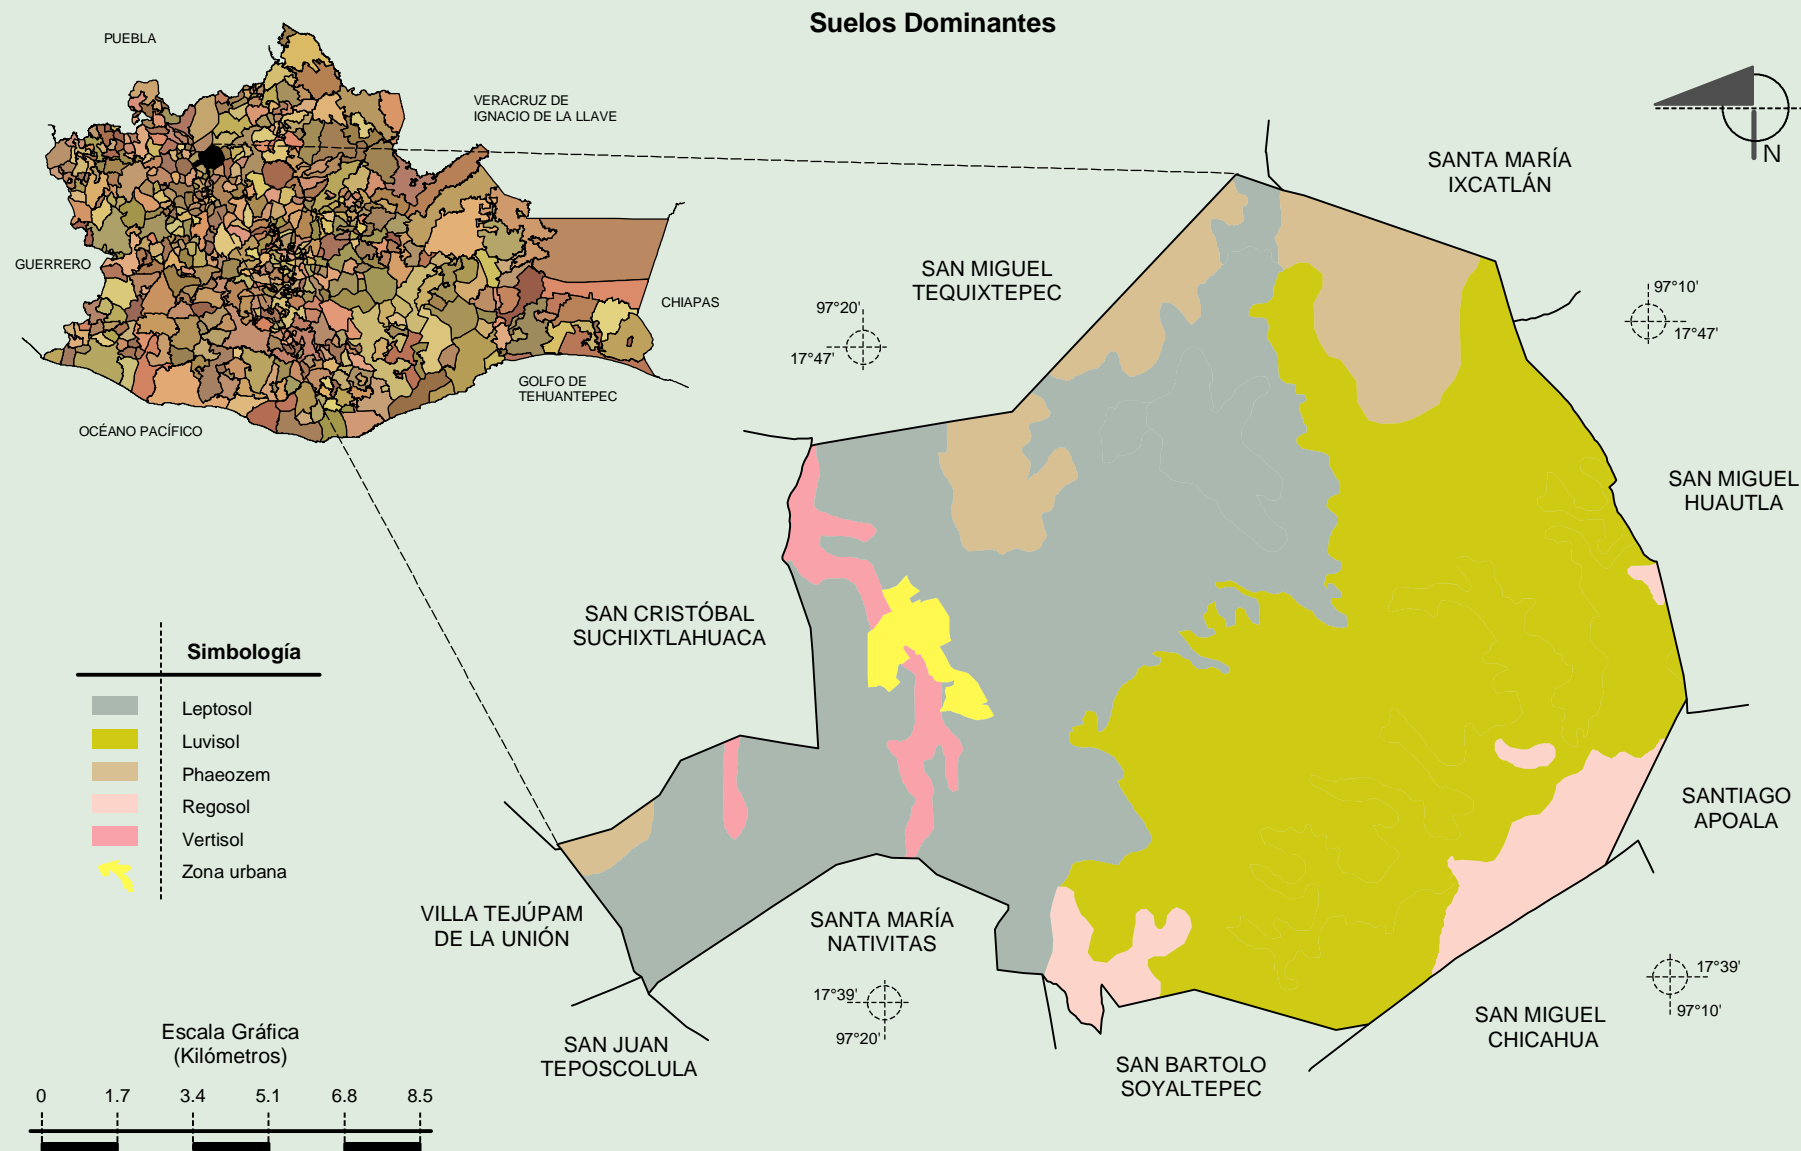 Suelos Dominantes
PUEBLA
VERACRUZ DE
IGNACIO DE LA LLAVE
GUERRERO
CHIAPAS
GOLFO DE
TEHUANTEPEC
OCÉANO PACÍFICO
N
SANTA MARÍA
IXCATLÁN
SAN MIGUEL
TEQUIXTEPEC
97°20'
17°47'
97°10'
17°47'
SAN MIGUEL
HUAUTLA
SAN CRISTÓBAL
SUCHIXTLAHUACA
SANTIAGO
APOALA
VILLA TEJÚPAM
DE LA UNIÓN
SANTA MARÍA
NATIVITAS
17°39'
97°20'
17°39'
97°10'
SAN MIGUEL
CHICAHUA
SAN JUAN
TEPOSCOLULA
SAN BARTOLO
SOYALTEPEC
Simbología
Leptosol
Luvisol
Phaeozem
Regosol
Vertisol
Zona urbana
Escala Gráfica
(Kilómetros)
0 1.7 3.4 5.1 6.8 8.5